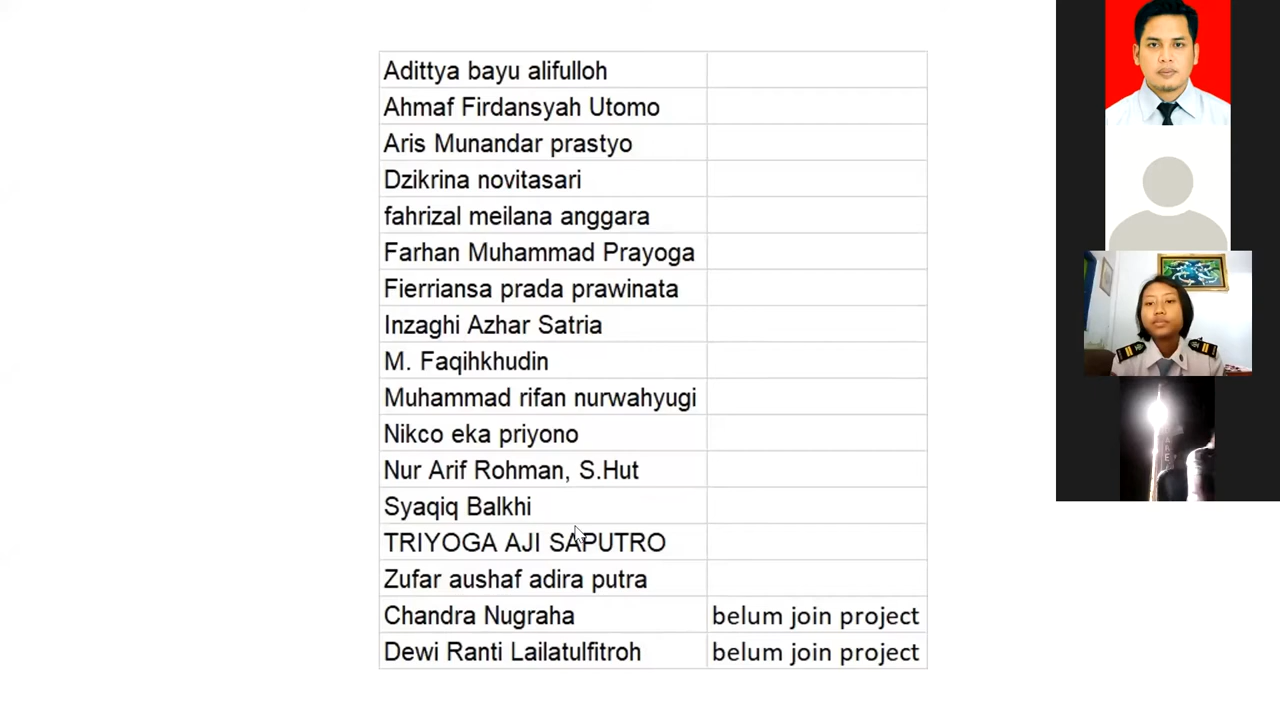 Adittya bayu alifulloh
Ahmaf Firdansyah Utomo
Aris Munandar prastyo
Dzikrina novitasari
fahrizal meilana anggara
Farhan Muhammad Prayoga
Fierriansa prada prawinata
Inzaghi Azhar Satria
M. Faqihkhudin
Muhammad rifan nurwahyugi
Nikco eka priyono
Nur Arif Rohman, S.Hut
Syaqiq Balkhi
TRIYOGA AJI SAPUTRO
Zufar aushaf adira putra
Chandra Nugraha belum join project
Dewi Ranti Lailatulfitroh belum join project